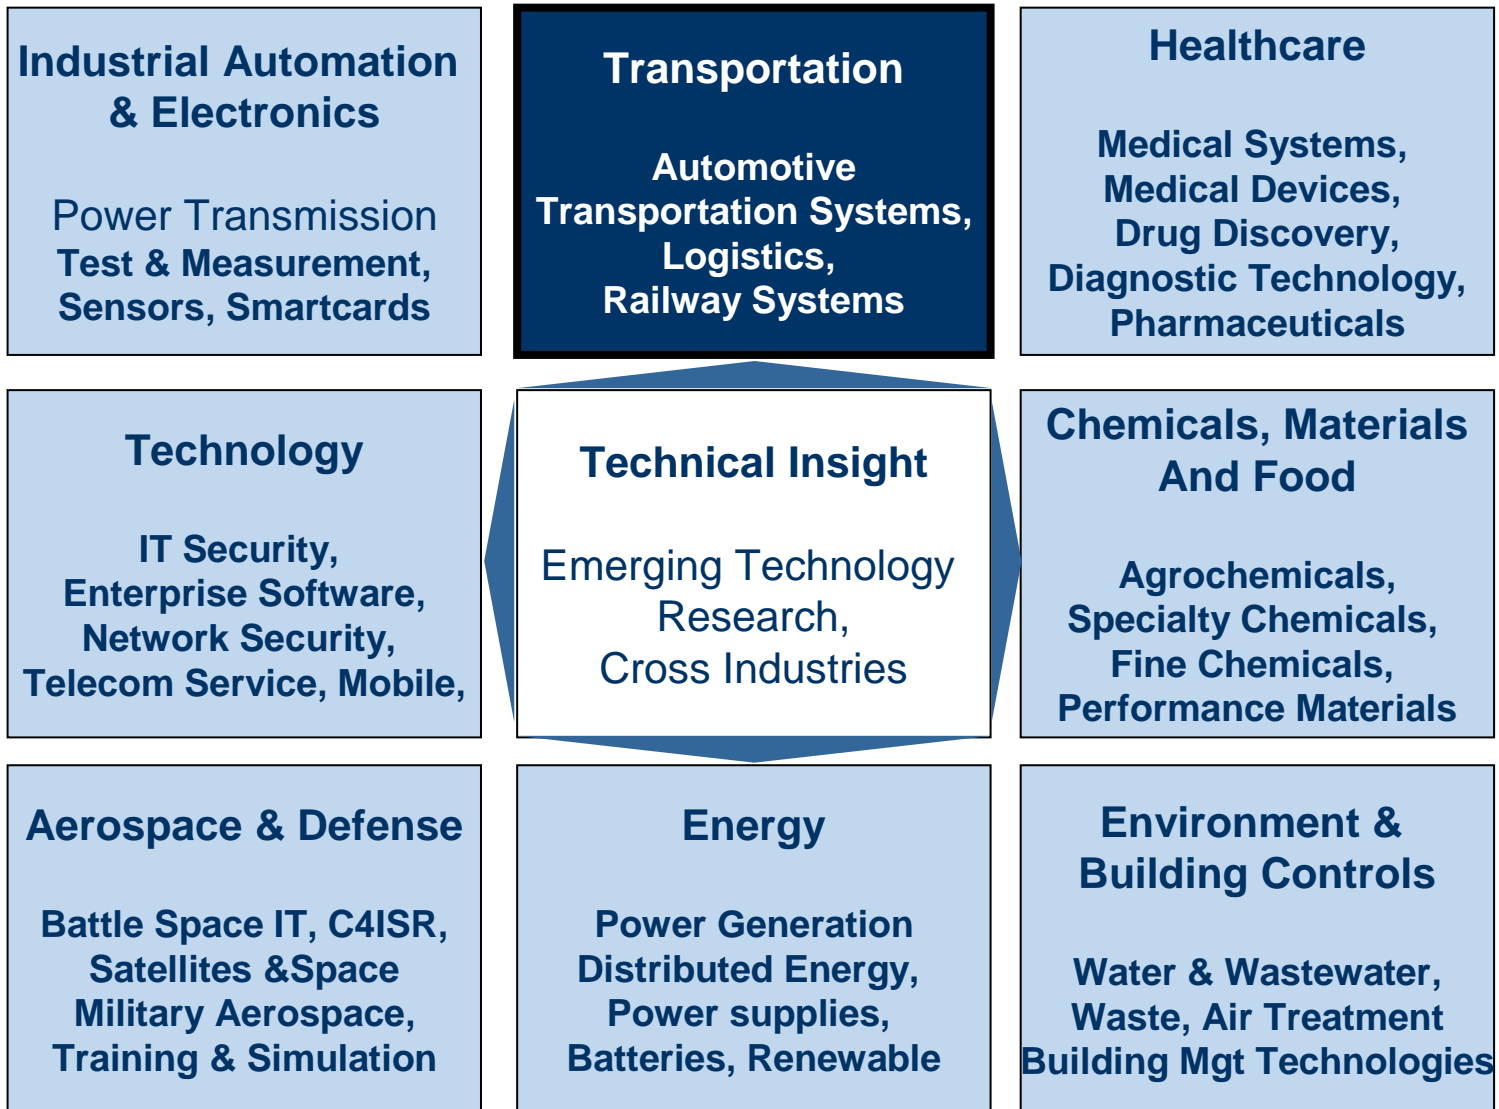 Industrial Automation
& Electronics
Power Transmission
Test & Measurement,
Sensors, Smartcards
Transportation
Automotive
Transportation Systems,
Logistics,
Railway Systems
Healthcare
Medical Systems,
Medical Devices,
Drug Discovery,
Diagnostic Technology,
Pharmaceuticals
Technology
IT Security,
Enterprise Software,
Network Security,
Telecom Service, Mobile,
Technical Insight
Emerging Technology
Research,
Cross Industries
Chemicals, Materials
And Food
Agrochemicals,
Specialty Chemicals,
Fine Chemicals,
Performance Materials
Aerospace & Defense
Battle Space IT, C4ISR,
Satellites &Space
Military Aerospace,
Training & Simulation
Energy
Power Generation
Distributed Energy,
Power supplies,
Batteries, Renewable
Environment &
Building Controls
Water & Wastewater,
Waste, Air Treatment
Building Mgt Technologies